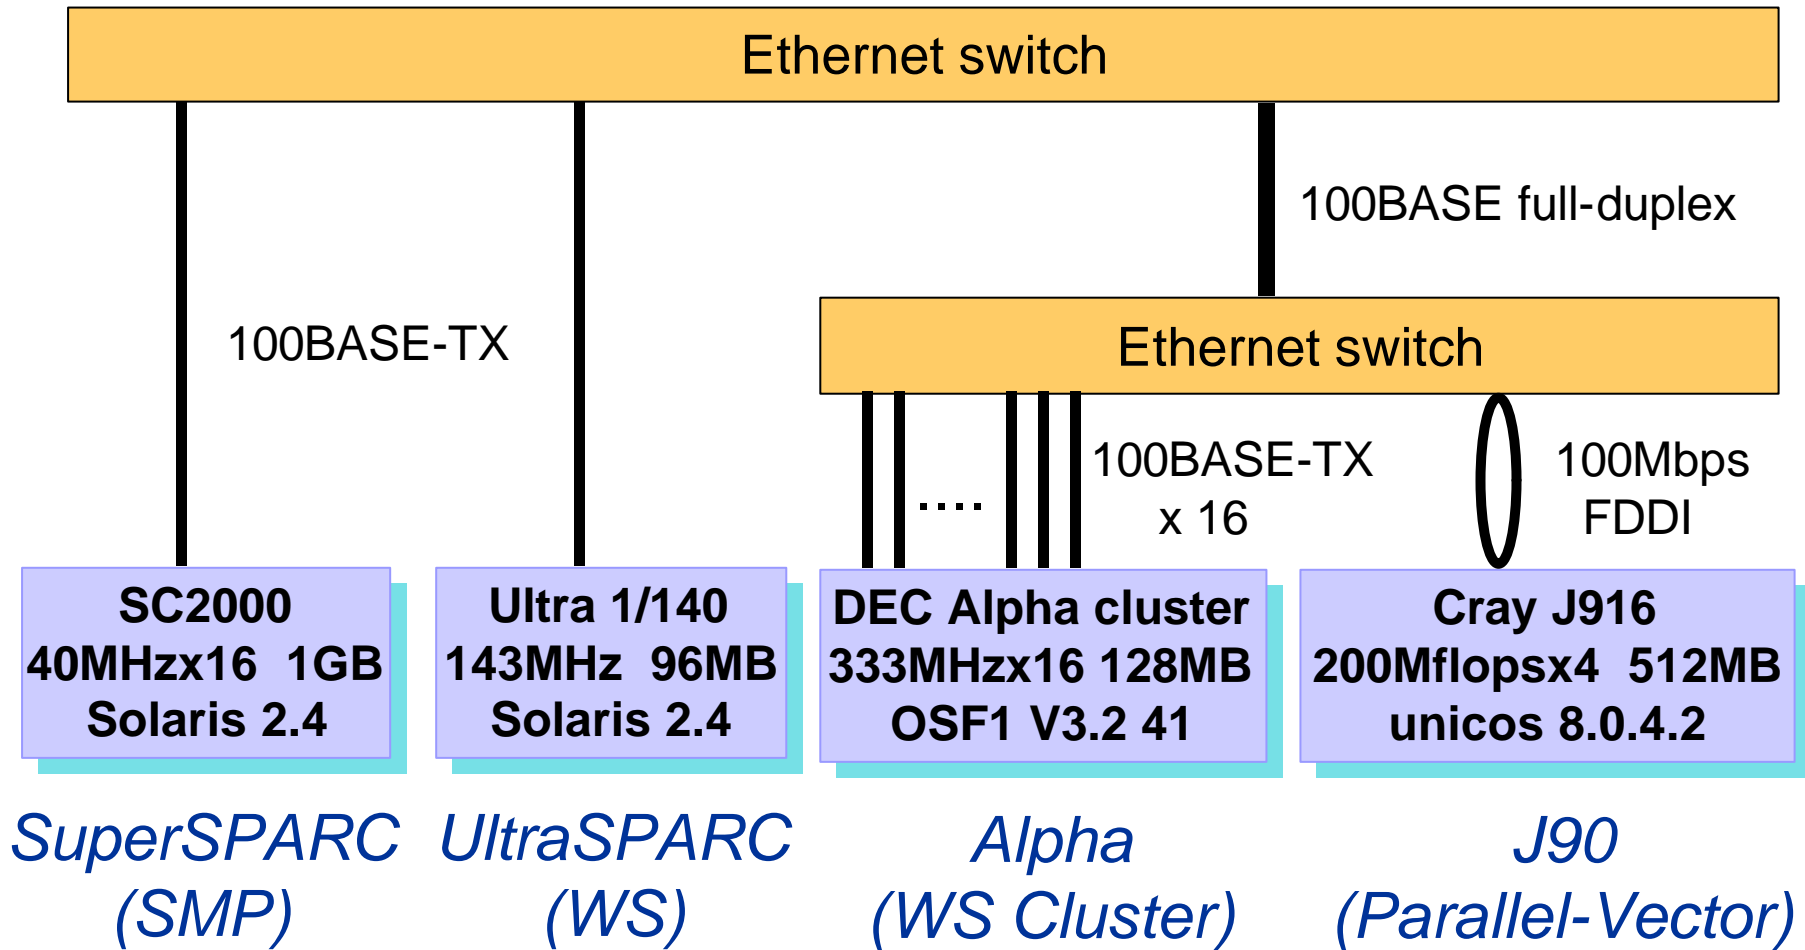 Ethernet switch
100BASE full-duplex
100BASE-TX
Ethernet switch
100BASE-TX
x 16
....
100Mbps
FDDI
SC2000
40MHzx16 1GB
Solaris 2.4
Ultra 1/140
143MHz 96MB
Solaris 2.4
DEC Alpha cluster
333MHzx16 128MB
OSF1 V3.2 41
Cray J916
200Mflopsx4 512MB
unicos 8.0.4.2
SuperSPARC
(SMP)
UltraSPARC
(WS)
Alpha
(WS Cluster)
J90
(Parallel-Vector)